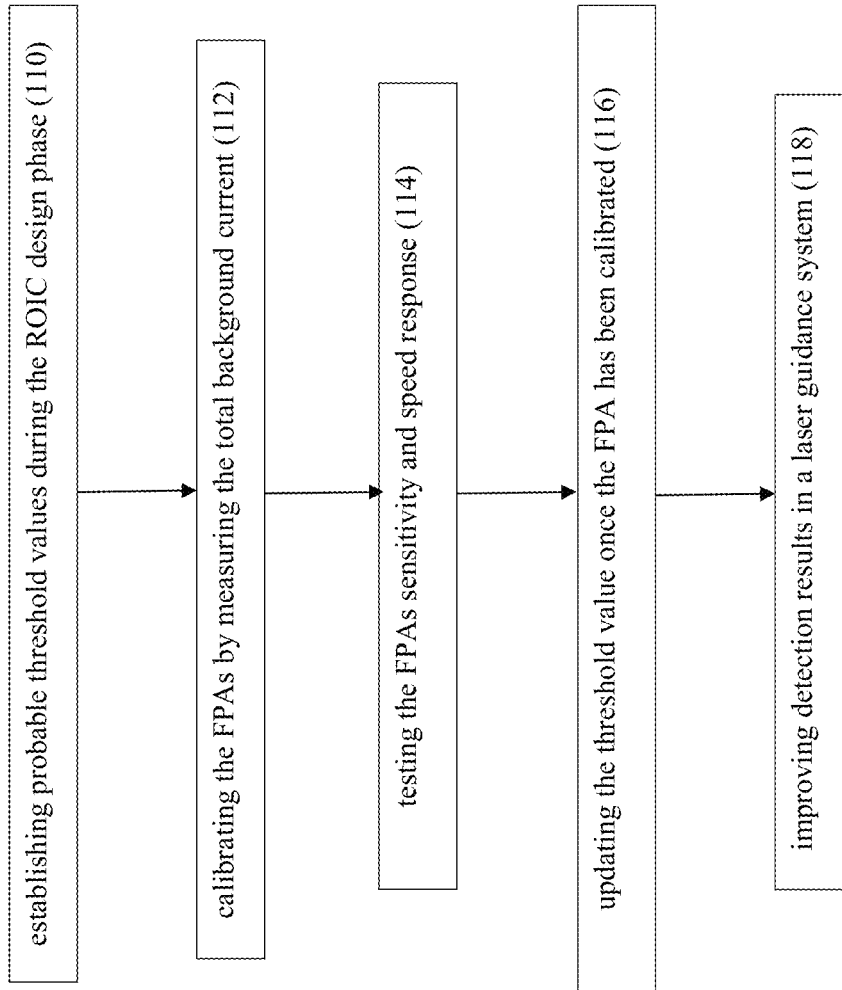 establishing probable threshold values during the ROIC design phase (110)
calibrating the FPAs by measuring the total background current (112)
testing the FPAs sensitivity and speed response (114)
updating the threshold value once the FPA has been calibrated (116)
improving detection results in a laser guidance system (118)